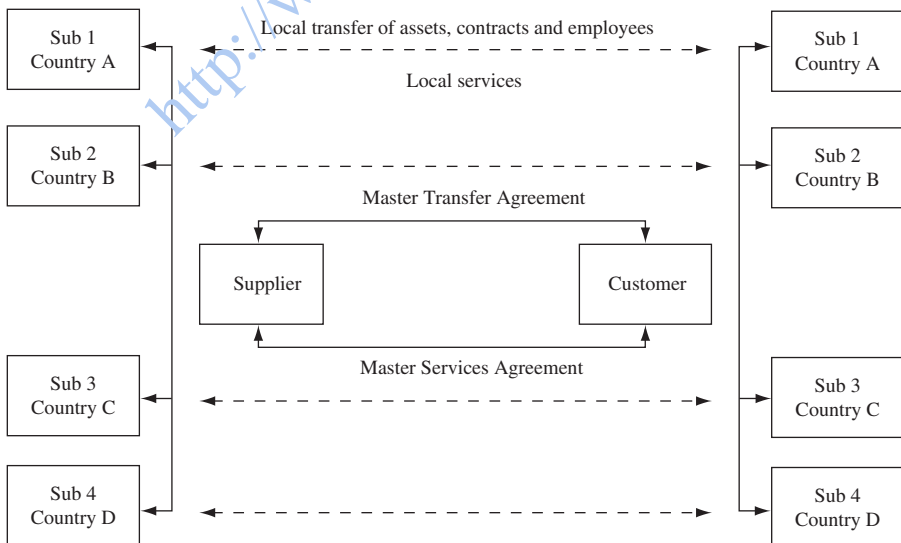 Sub 1
Country A
Local transfer of assets, contracts and employees
Local services
Sub 1
Country A
Sub 2
Country B
Sub 2
Country B
Master Transfer Agreement
Supplier
Customer
Master Services Agreement
Sub 3
Country C
Sub 3
Country C
Sub 4
Country D
Sub 4
Country D
http://